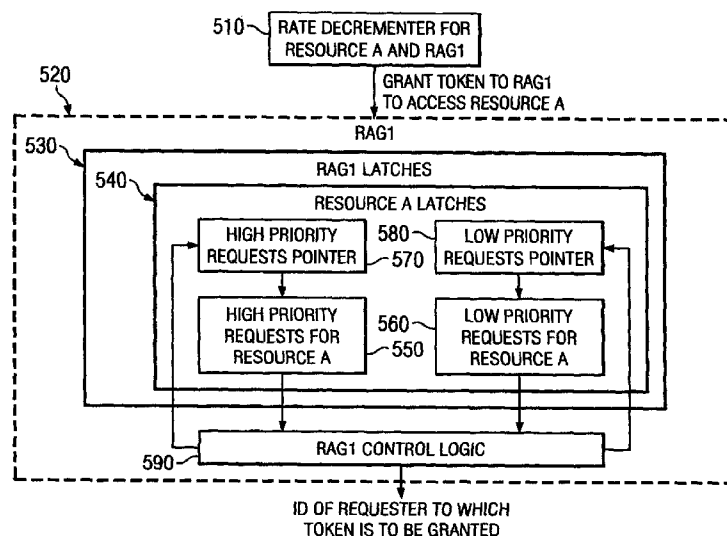 510
RATE DECREMENTER FOR
RESOURCE A AND RAG1
GRANT TOKEN TO RAG1
TO ACCESS RESOURCE A
520
RAG1
530
RAG1 LATCHES
540
RESOURCE A LATCHES
HIGH PRIORITY
REQUESTS POINTER
570
580
LOW PRIORITY
REQUESTS POINTER
HIGH PRIORITY
REQUESTS FOR
RESOURCE A
550
560
LOW PRIORITY
REQUESTS FOR
RESOURCE A
590
RAG1 CONTROL LOGIC
ID OF REQUESTER TO WHICH
TOKEN IS TO BE GRANTED